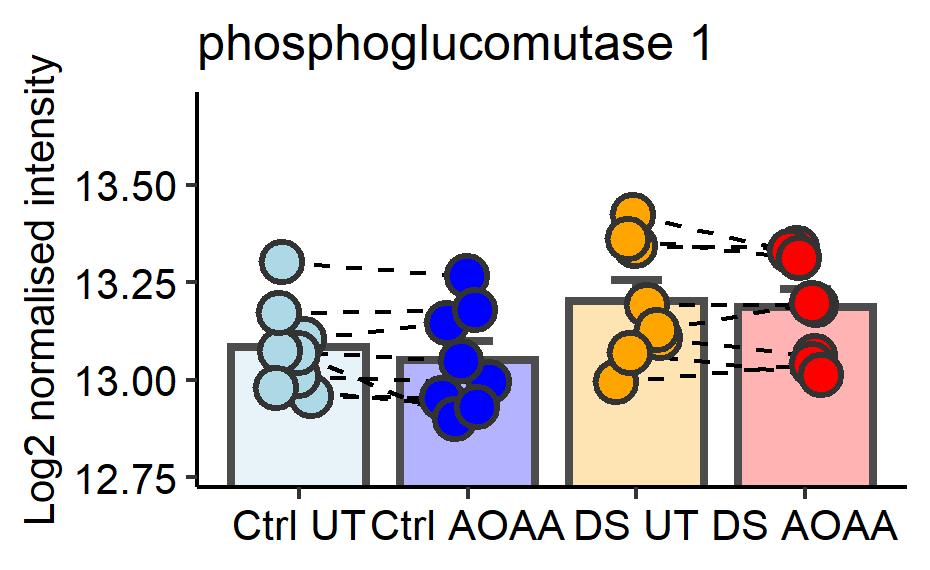 phosphoglucomutase 1
Log2 normalised intensity
13.50
13.25
13.00
12.75
Ctrl UT Ctrl AOAA DS UT DS AOAA